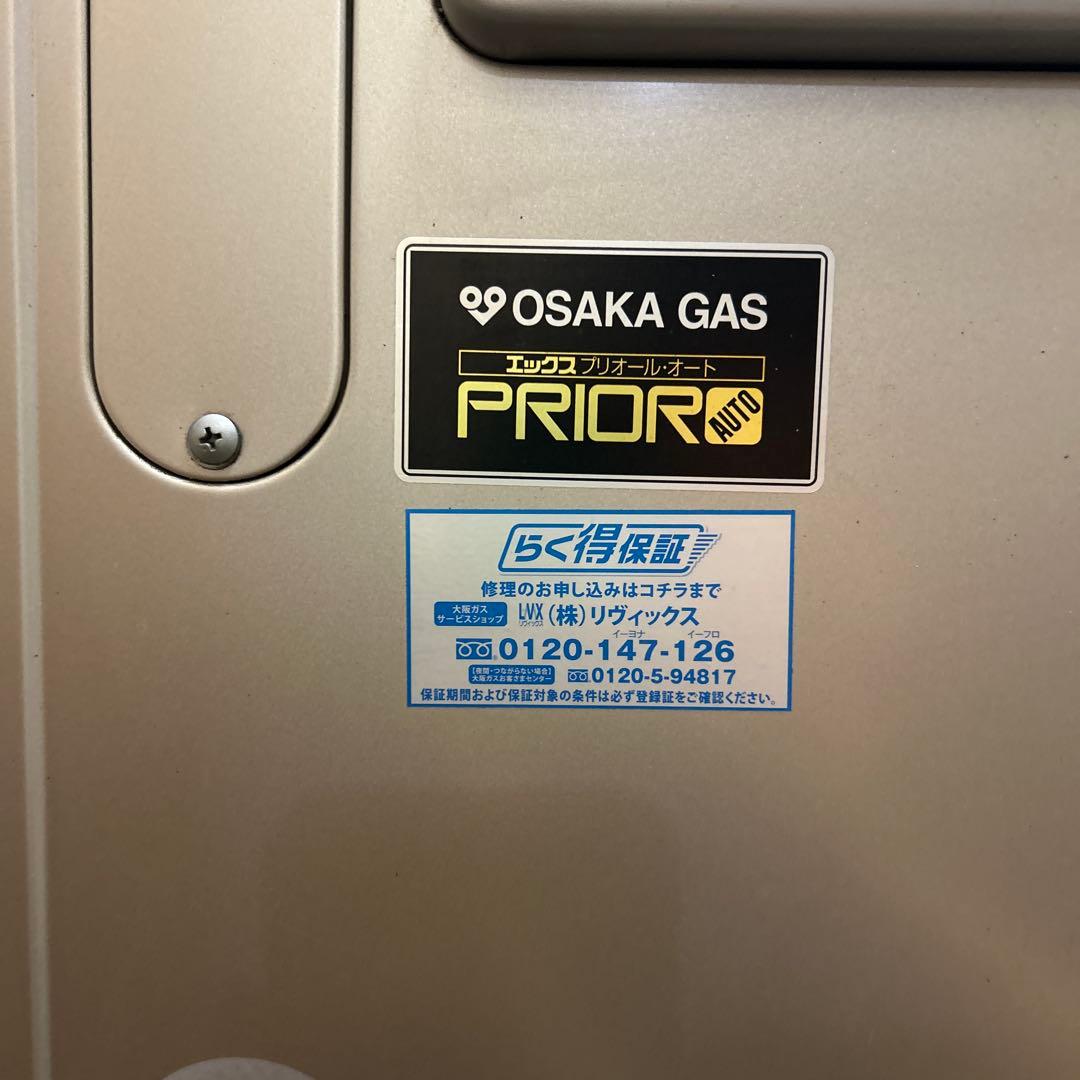 OSAKA GAS
エックス プリオール・オート
PRIOR AUTO
らく得保証
修理のお申し込みはコチラまで
大阪ガス
サービスショップ
LVX
リヴィックス
(株)リヴィックス
イーヨナ イーフロ
0120-147-126
【夜間・つながらない場合】
大阪ガスお客さまセンター
0120-5-94817
保証期間および保証対象の条件は必ず登録証をご確認ください。